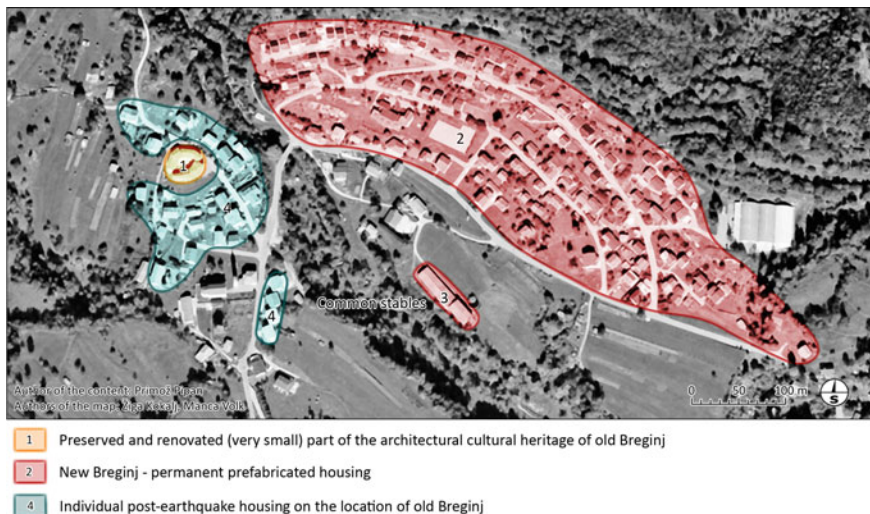 1
2
4
3
4
Common stables
Author of the content: Primož Pipan
Authors of the map: Žiga Kokalj, Manca Volk
0 50 100 m
S
1 Preserved and renovated (very small) part of the architectural cultural heritage of old Breginj
2 New Breginj - permanent prefabricated housing
4 Individual post-earthquake housing on the location of old Breginj